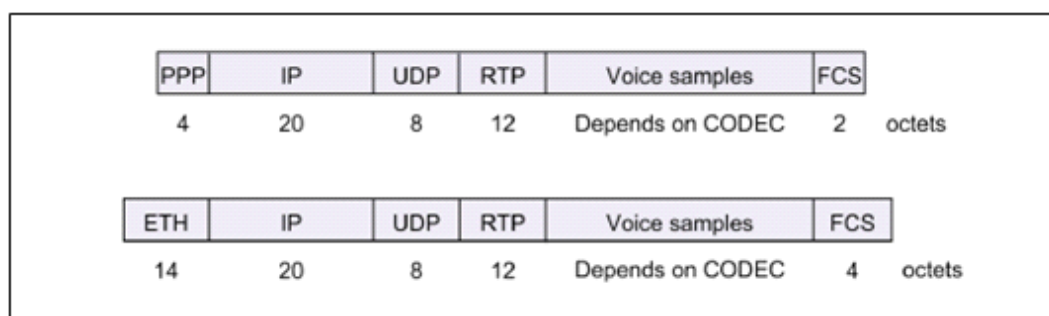 PPP IP UDP RTP Voice samples FCS
4 20 8 12 Depends on CODEC 2 octets
ETH IP UDP RTP Voice samples FCS
14 20 8 12 Depends on CODEC 4 octets